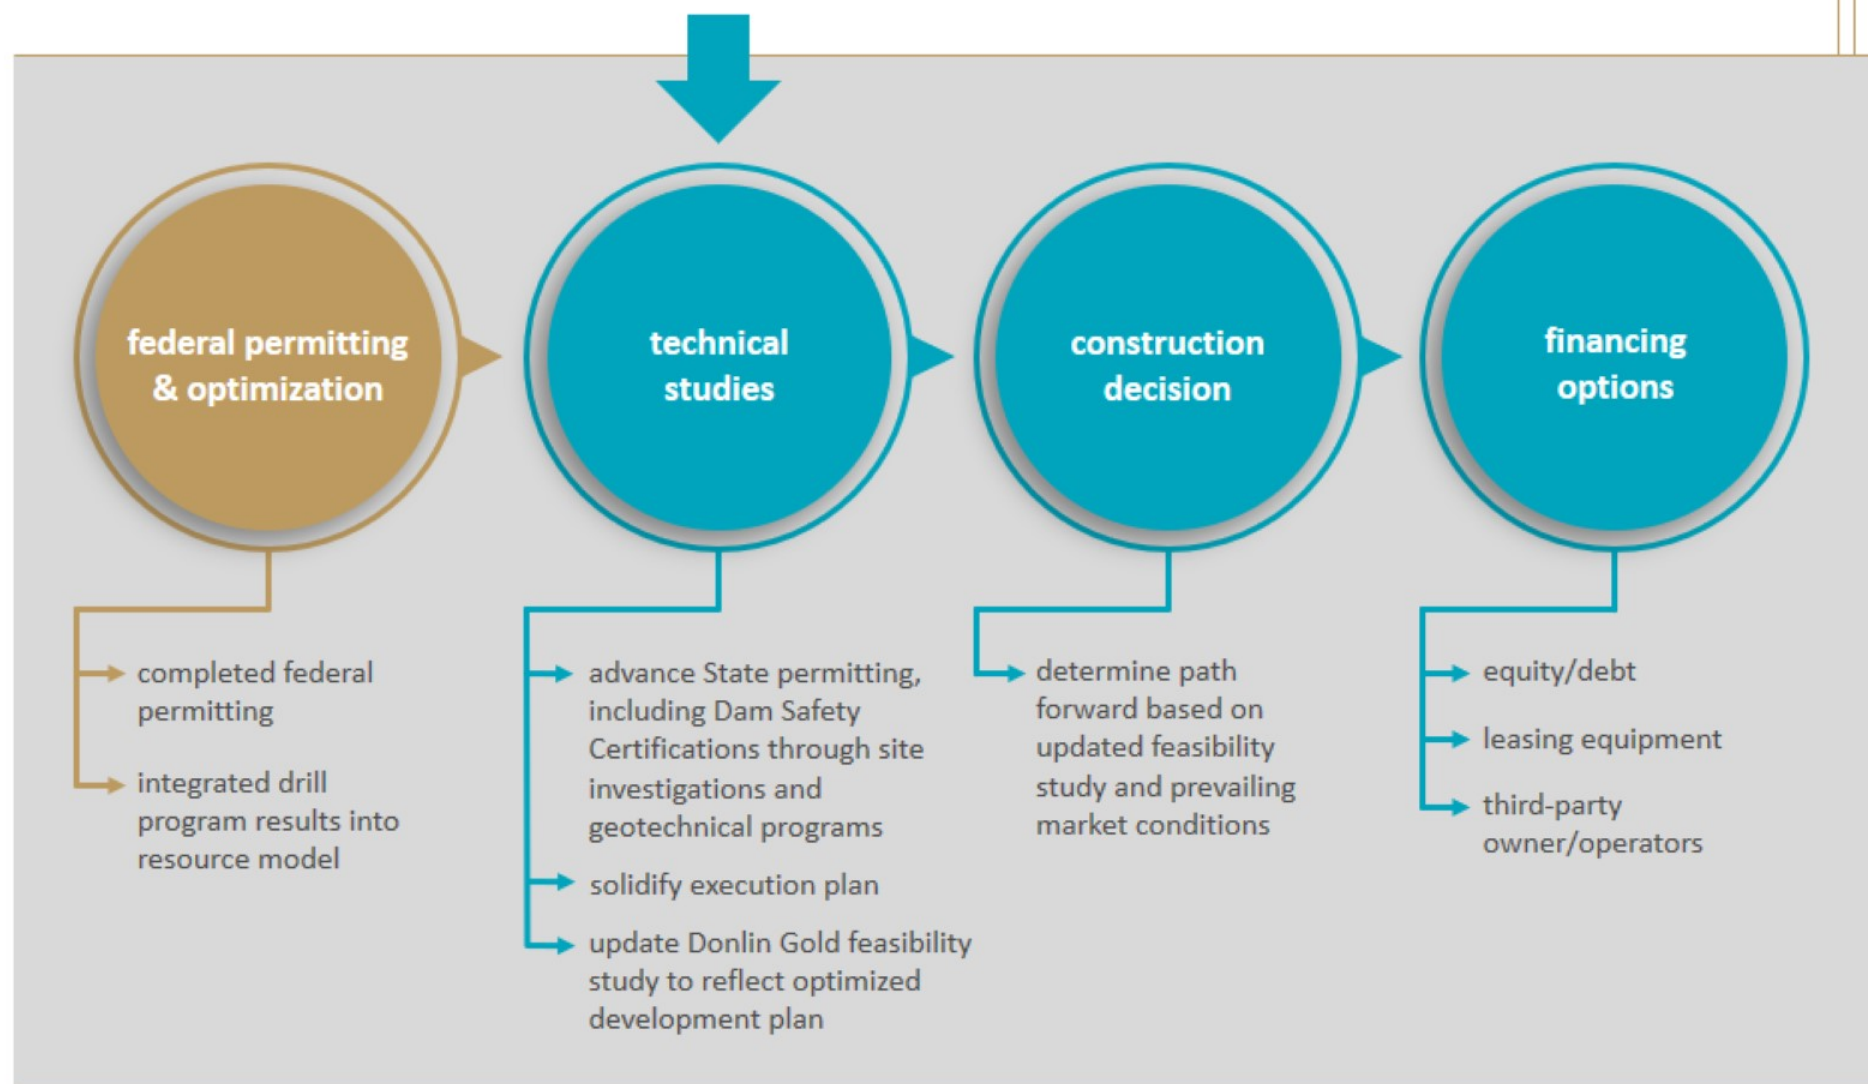 federal permitting
& optimization
technical
studies
construction
decision
financing
options
completed federal
permitting
integrated drill
program results into
resource model
advance State permitting,
including Dam Safety
Certifications through site
investigations and
geotechnical programs
solidify execution plan
update Donlin Gold feasibility
study to reflect optimized
development plan
determine path
forward based on
updated feasibility
study and prevailing
market conditions
equity/debt
leasing equipment
third-party
owner/operators